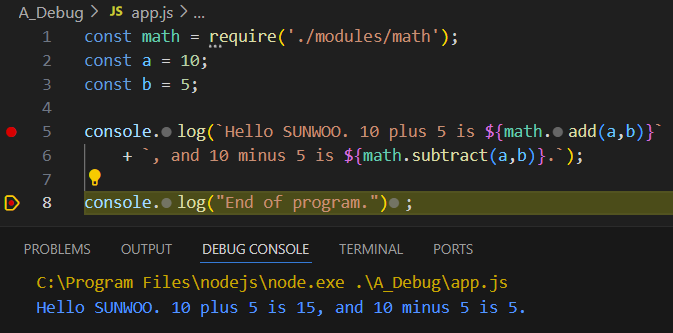 A_Debug > JS app.js > ...
1 const math = require('./modules/math');
2 const a = 10;
3 const b = 5;
4
5 console.log(`Hello SUNWOO. 10 plus 5 is ${math.add(a,b)}`
6 + `, and 10 minus 5 is ${math.subtract(a,b)}.`);
7
8 console.log("End of program.") ;
PROBLEMS OUTPUT DEBUG CONSOLE TERMINAL PORTS
C:\Program Files\nodejs\node.exe .\A_Debug\app.js
Hello SUNWOO. 10 plus 5 is 15, and 10 minus 5 is 5.